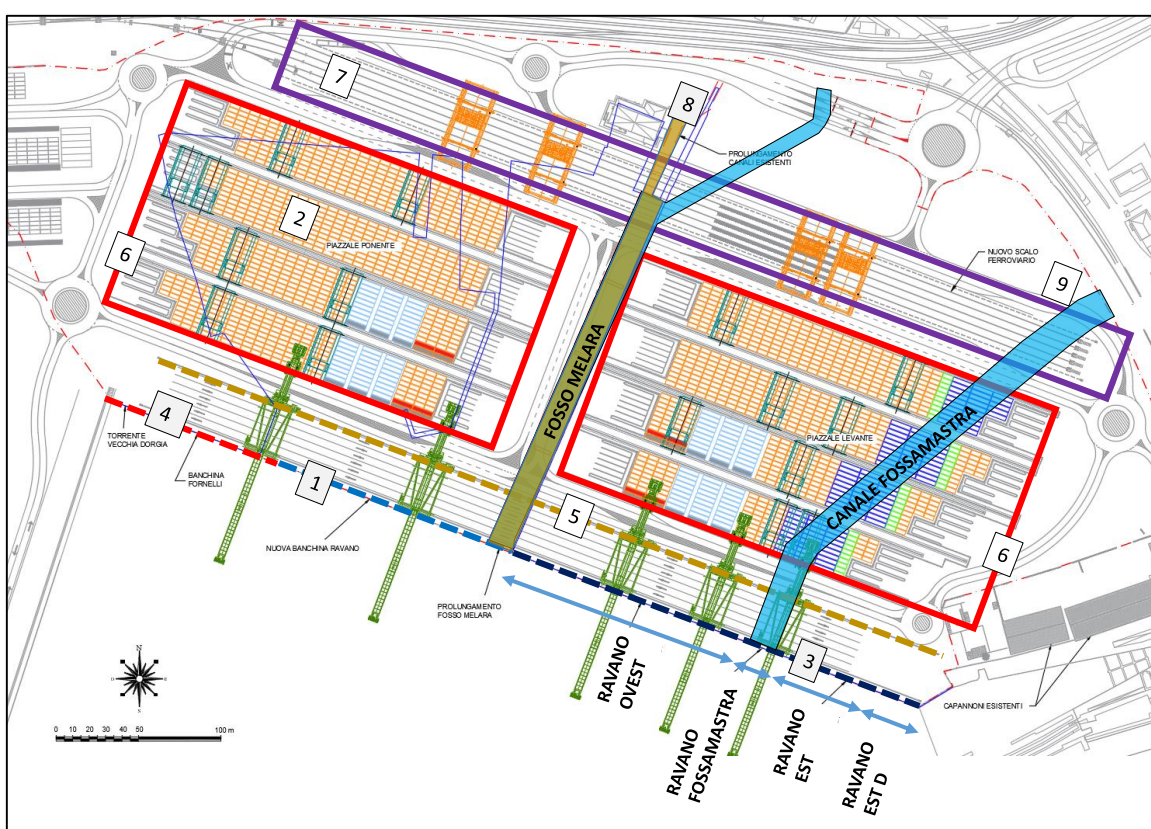 7
8
PROLUNGAMENTO
CANALI ESISTENTI
2
PIAZZALE PONENTE
6
NUOVO SCALO
FERROVIARIO
9
FOSSO MELARA
4
TORRENTE
VECCHIA DORGIA
BANCHINA
FORNELLI
1
NUOVA BANCHINA RAVANO
5
PIAZZALE LEVANTE
CANALE FOSSAMASTRA
6
PROLUNGAMENTO
FOSSO MELARA
3
RAVANO
OVEST
RAVANO
FOSSAMASTRA
RAVANO
EST
RAVANO
EST D
CAPANNONI ESISTENTI
N
S
0 10 20 30 40 50 100 m